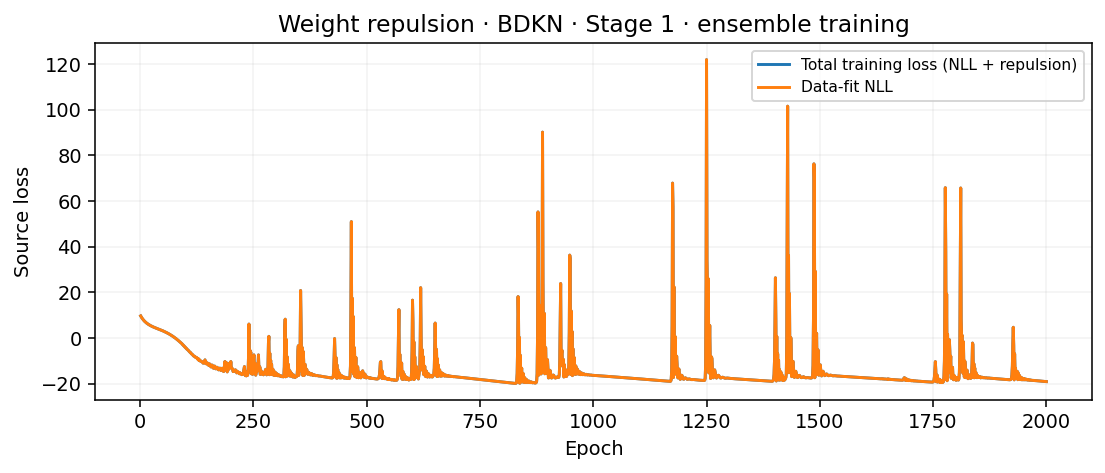 Weight repulsion · BDKN · Stage 1 · ensemble training
Total training loss (NLL + repulsion)
Data-fit NLL
Source loss
120
100
80
60
40
20
0
−20
0 250 500 750 1000 1250 1500 1750 2000
Epoch